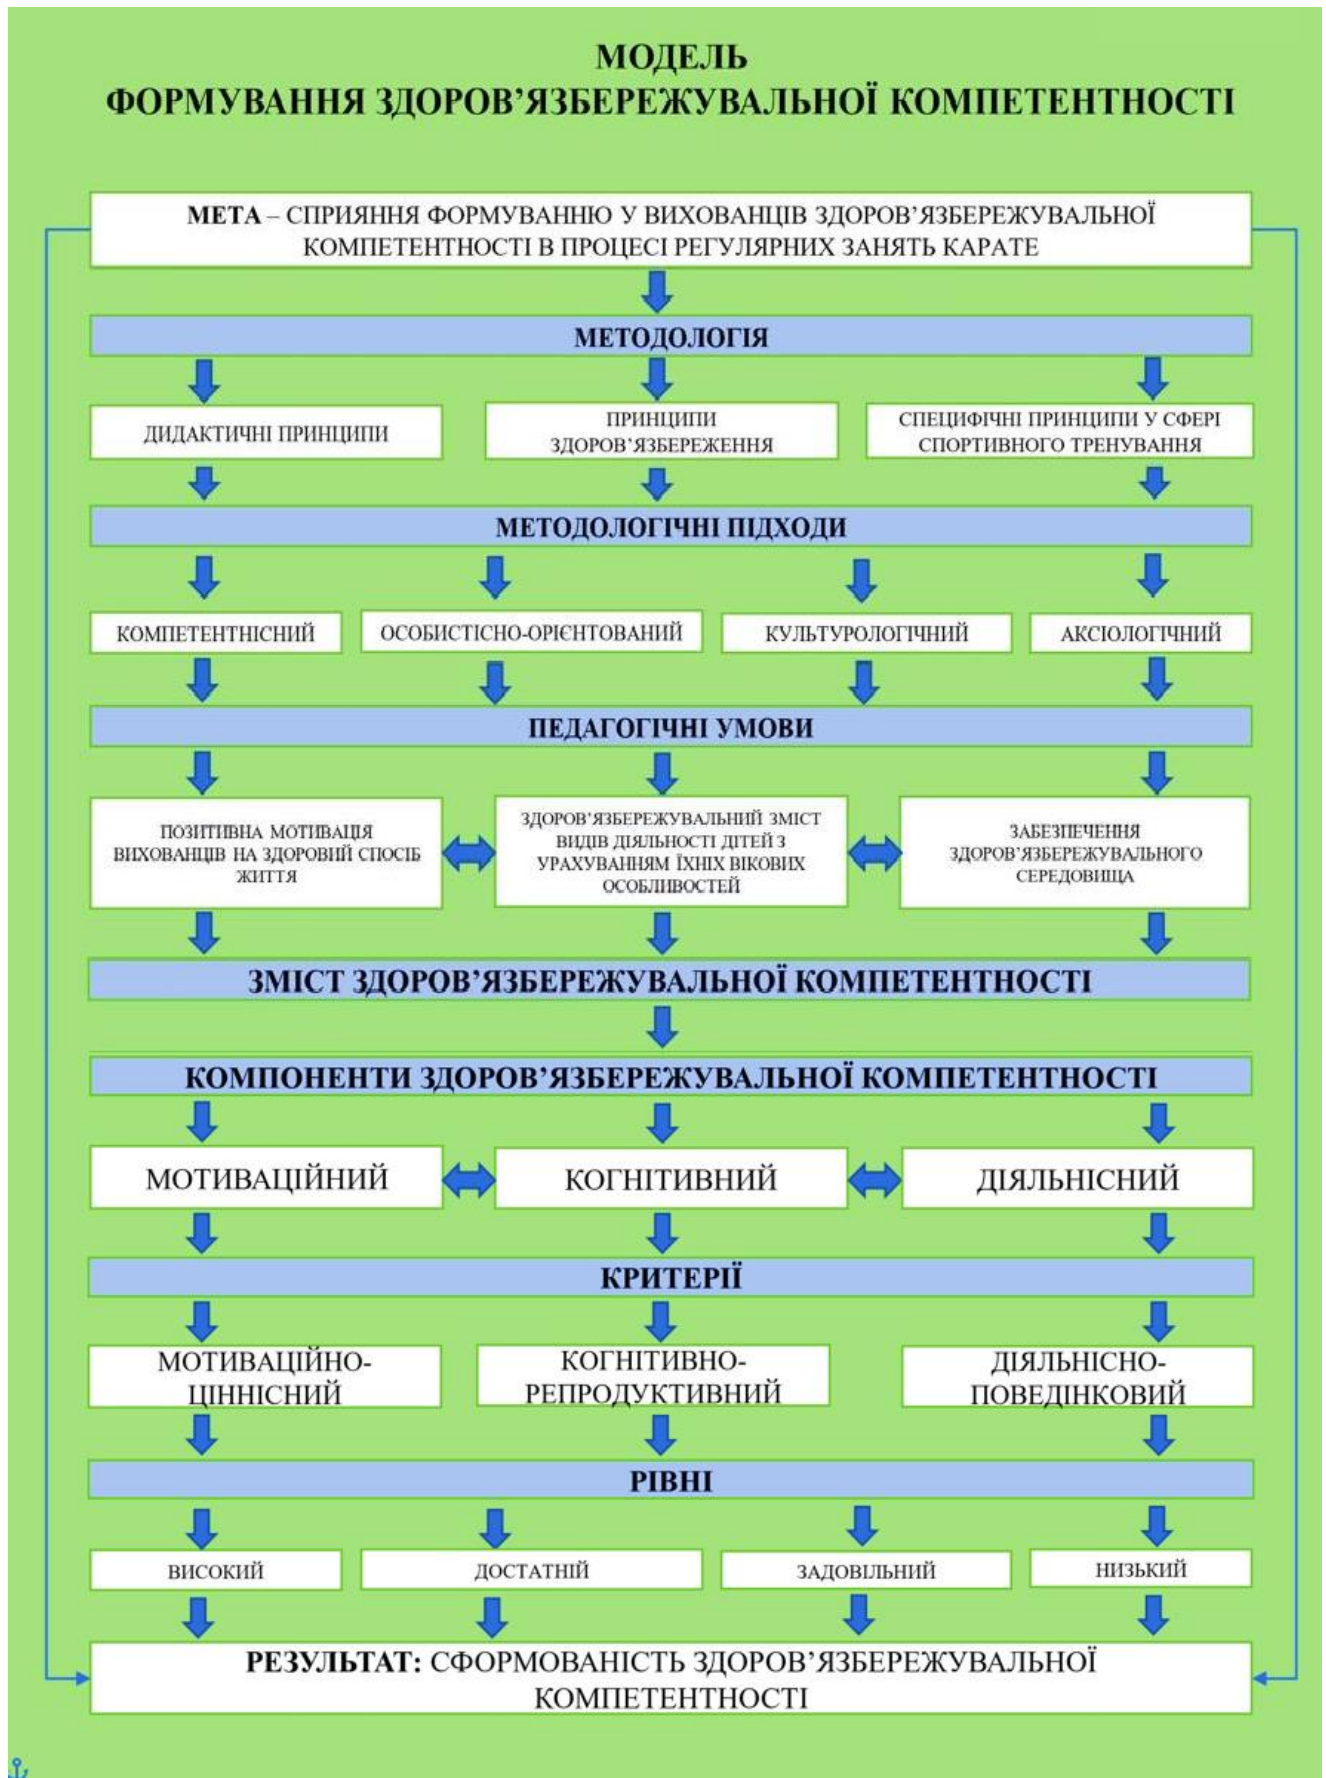 МОДЕЛЬ
ФОРМУВАННЯ ЗДОРОВ’ЯЗБЕРЕЖУВАЛЬНОЇ КОМПЕТЕНТНОСТІ
МЕТА – СПРИЯННЯ ФОРМУВАННЮ У ВИХОВАНЦІВ ЗДОРОВ’ЯЗБЕРЕЖУВАЛЬНОЇ
КОМПЕТЕНТНОСТІ В ПРОЦЕСІ РЕГУЛЯРНИХ ЗАНЯТЬ КАРАТЕ
МЕТОДОЛОГІЯ
ДИДАКТИЧНІ ПРИНЦИПИ
ПРИНЦИПИ
ЗДОРОВ’ЯЗБЕРЕЖЕННЯ
СПЕЦИФІЧНІ ПРИНЦИПИ У СФЕРІ
СПОРТИВНОГО ТРЕНУВАННЯ
МЕТОДОЛОГІЧНІ ПІДХОДИ
КОМПЕТЕНТНІСНИЙ
ОСОБИСТІСНО-ОРІЄНТОВАНИЙ
КУЛЬТУРОЛОГІЧНИЙ
АКСІОЛОГІЧНИЙ
ПЕДАГОГІЧНІ УМОВИ
ПОЗИТИВНА МОТИВАЦІЯ
ВИХОВАНЦІВ НА ЗДОРОВИЙ СПОСІБ
ЖИТТЯ
ЗДОРОВ’ЯЗБЕРЕЖУВАЛЬНИЙ ЗМІСТ
ВИДІВ ДІЯЛЬНОСТІ ДІТЕЙ З
УРАХУВАННЯМ ЇХНІХ ВІКОВИХ
ОСОБЛИВОСТЕЙ
ЗАБЕЗПЕЧЕННЯ
ЗДОРОВ’ЯЗБЕРЕЖУВАЛЬНОГО
СЕРЕДОВИЩА
ЗМІСТ ЗДОРОВ’ЯЗБЕРЕЖУВАЛЬНОЇ КОМПЕТЕНТНОСТІ
КОМПОНЕНТИ ЗДОРОВ’ЯЗБЕРЕЖУВАЛЬНОЇ КОМПЕТЕНТНОСТІ
МОТИВАЦІЙНИЙ
КОГНІТИВНИЙ
ДІЯЛЬНІСНИЙ
КРИТЕРІЇ
МОТИВАЦІЙНО-
ЦІННІСНИЙ
КОГНІТИВНО-
РЕПРОДУКТИВНИЙ
ДІЯЛЬНІСНО-
ПОВЕДІНКОВИЙ
РІВНІ
ВИСОКИЙ
ДОСТАТНІЙ
ЗАДОВІЛЬНИЙ
НИЗЬКИЙ
РЕЗУЛЬТАТ: СФОРМОВАНІСТЬ ЗДОРОВ’ЯЗБЕРЕЖУВАЛЬНОЇ
КОМПЕТЕНТНОСТІ